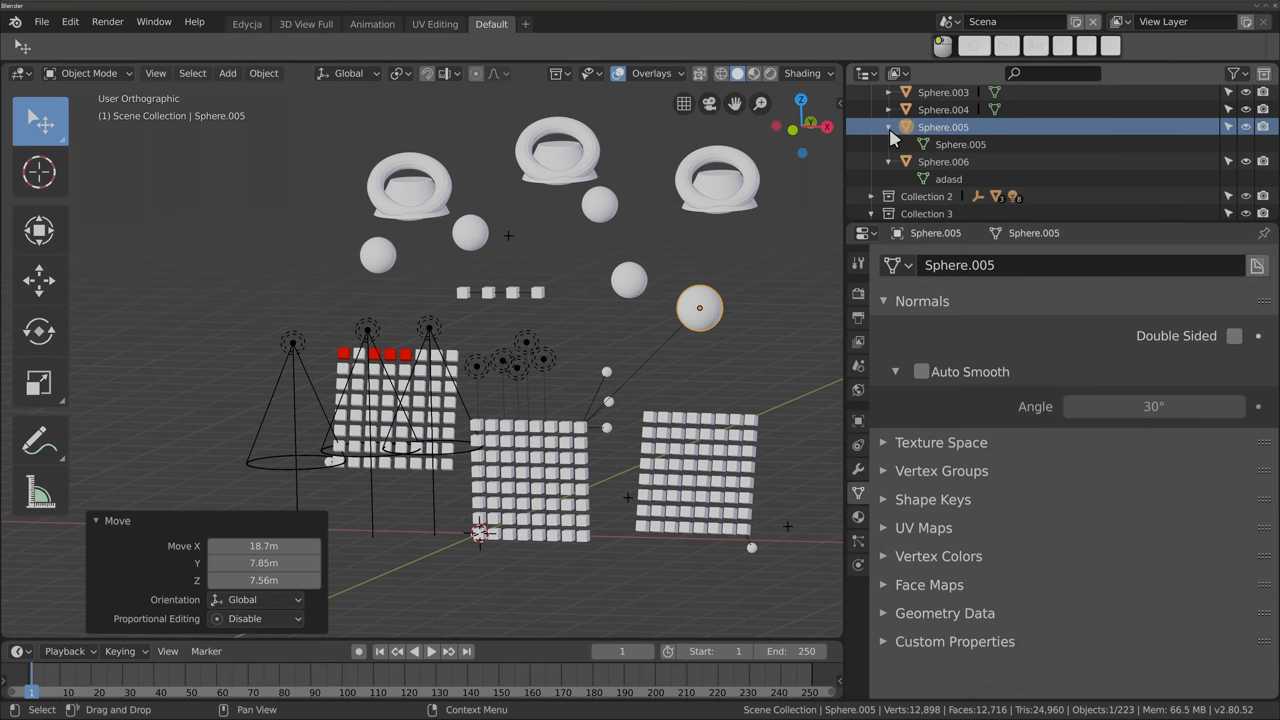 Blender
File Edit Render Window Help
Edycja 3D View Full Animation UV Editing Default +
Scena View Layer
Ctrl Alt
Object Mode View Select Add Object Global Overlays Shading
User Orthographic
(1) Scene Collection | Sphere.005
Z
Y
X
Sphere.003
Sphere.004
Sphere.005
Sphere.005
Sphere.006
adasd
Collection 2 3 8
Collection 3
Sphere.005 Sphere.005
Sphere.005
Normals
Double Sided
Auto Smooth
Angle 30°
Texture Space
Vertex Groups
Shape Keys
UV Maps
Vertex Colors
Face Maps
Geometry Data
Custom Properties
Move
Move X 18.7m
Y 7.85m
Z 7.56m
Orientation Global
Proportional Editing Disable
Playback Keying View Marker 1 Start: 1 End: 250
1 10 20 30 40 50 60 70 80 90 100 110 120 130 140 150 160 170 180 190 200 210 220 230 240 250
Select Drag and Drop Pan View Context Menu Scene Collection | Sphere.005 | Verts:12,898 | Faces:12,716 | Tris:24,960 | Objects:1/223 | Mem: 66.5 MB | v2.80.52